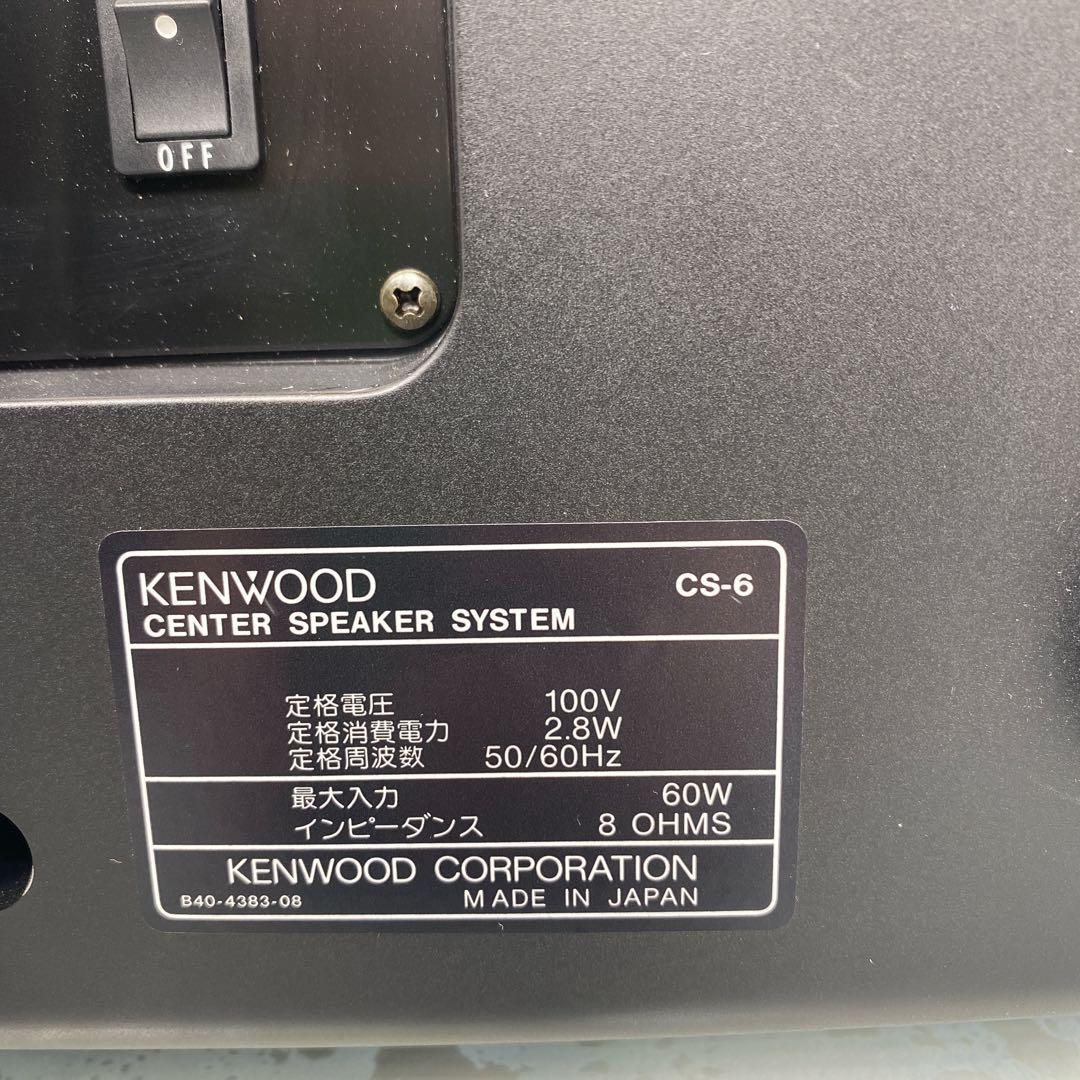 OFF
KENWOOD CS-6
CENTER SPEAKER SYSTEM
定格電圧 100V
定格消費電力 2.8W
定格周波数 50/60Hz
最大入力 60W
インピーダンス 8 OHMS
KENWOOD CORPORATION
B40-4383-08 MADE IN JAPAN